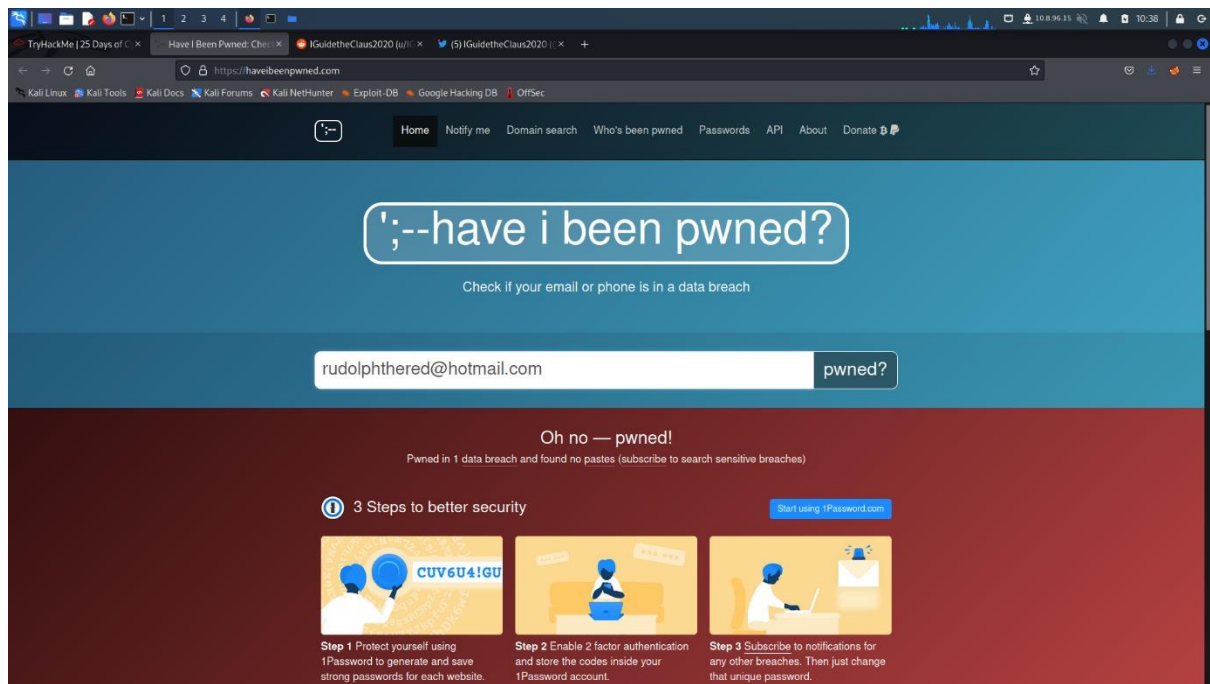 1 2 3 4
10.8.96.15 10:38
TryHackMe | 25 Days of C
Have I Been Pwned: Chec
IGuidetheClaus2020 (u/IG
(5) IGuidetheClaus2020 (
https://haveibeenpwned.com
Kali Linux Kali Tools Kali Docs Kali Forums Kali NetHunter Exploit-DB Google Hacking DB OffSec
';-- Home Notify me Domain search Who's been pwned Passwords API About Donate
';--have i been pwned?
Check if your email or phone is in a data breach
rudolphthered@hotmail.com pwned?
Oh no — pwned!
Pwned in 1 data breach and found no pastes (subscribe to search sensitive breaches)
3 Steps to better security Start using 1Password.com
CUV6U4!GU
Step 1 Protect yourself using
1Password to generate and save
strong passwords for each website.
Step 2 Enable 2 factor authentication
and store the codes inside your
1Password account.
Step 3 Subscribe to notifications for
any other breaches. Then just change
that unique password.